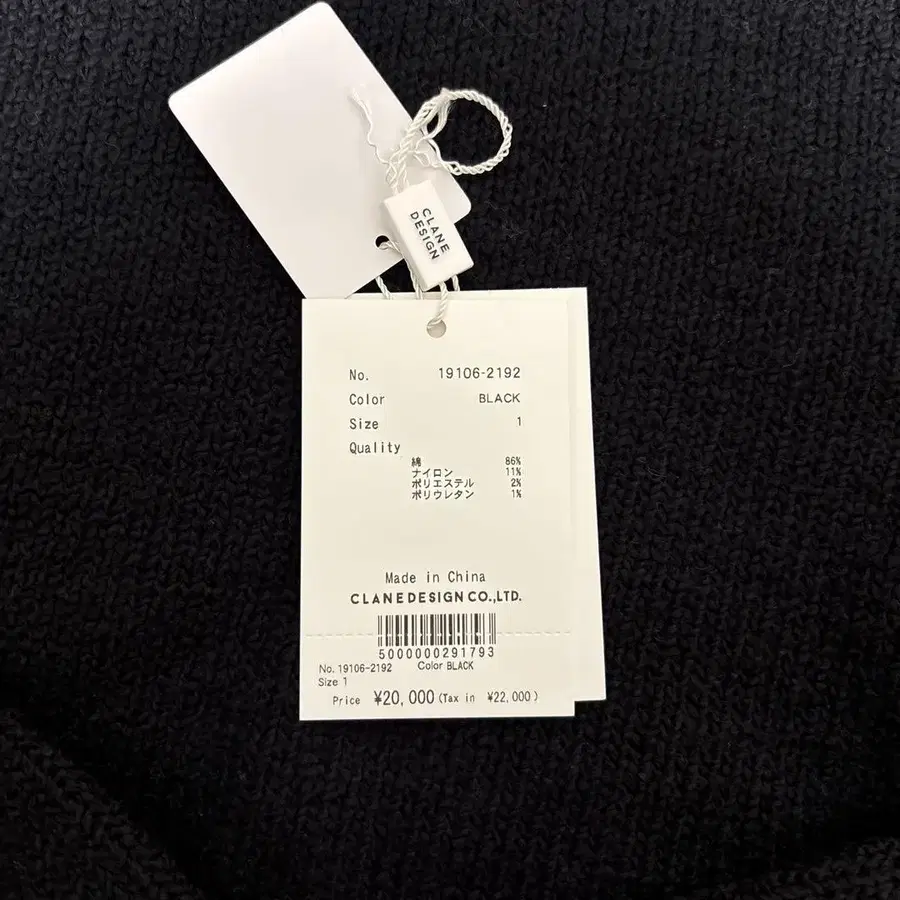 CLANE
DESIGN
No. 19106-2192
Color BLACK
Size 1
Quality
綿 86%
ナイロン 11%
ポリエステル 2%
ポリウレタン 1%
Made in China
CLANEDESIGN CO.,LTD.
5000000291793
No. 19106-2192 Color BLACK
Size 1
Price ¥20,000 (Tax in ¥22,000)